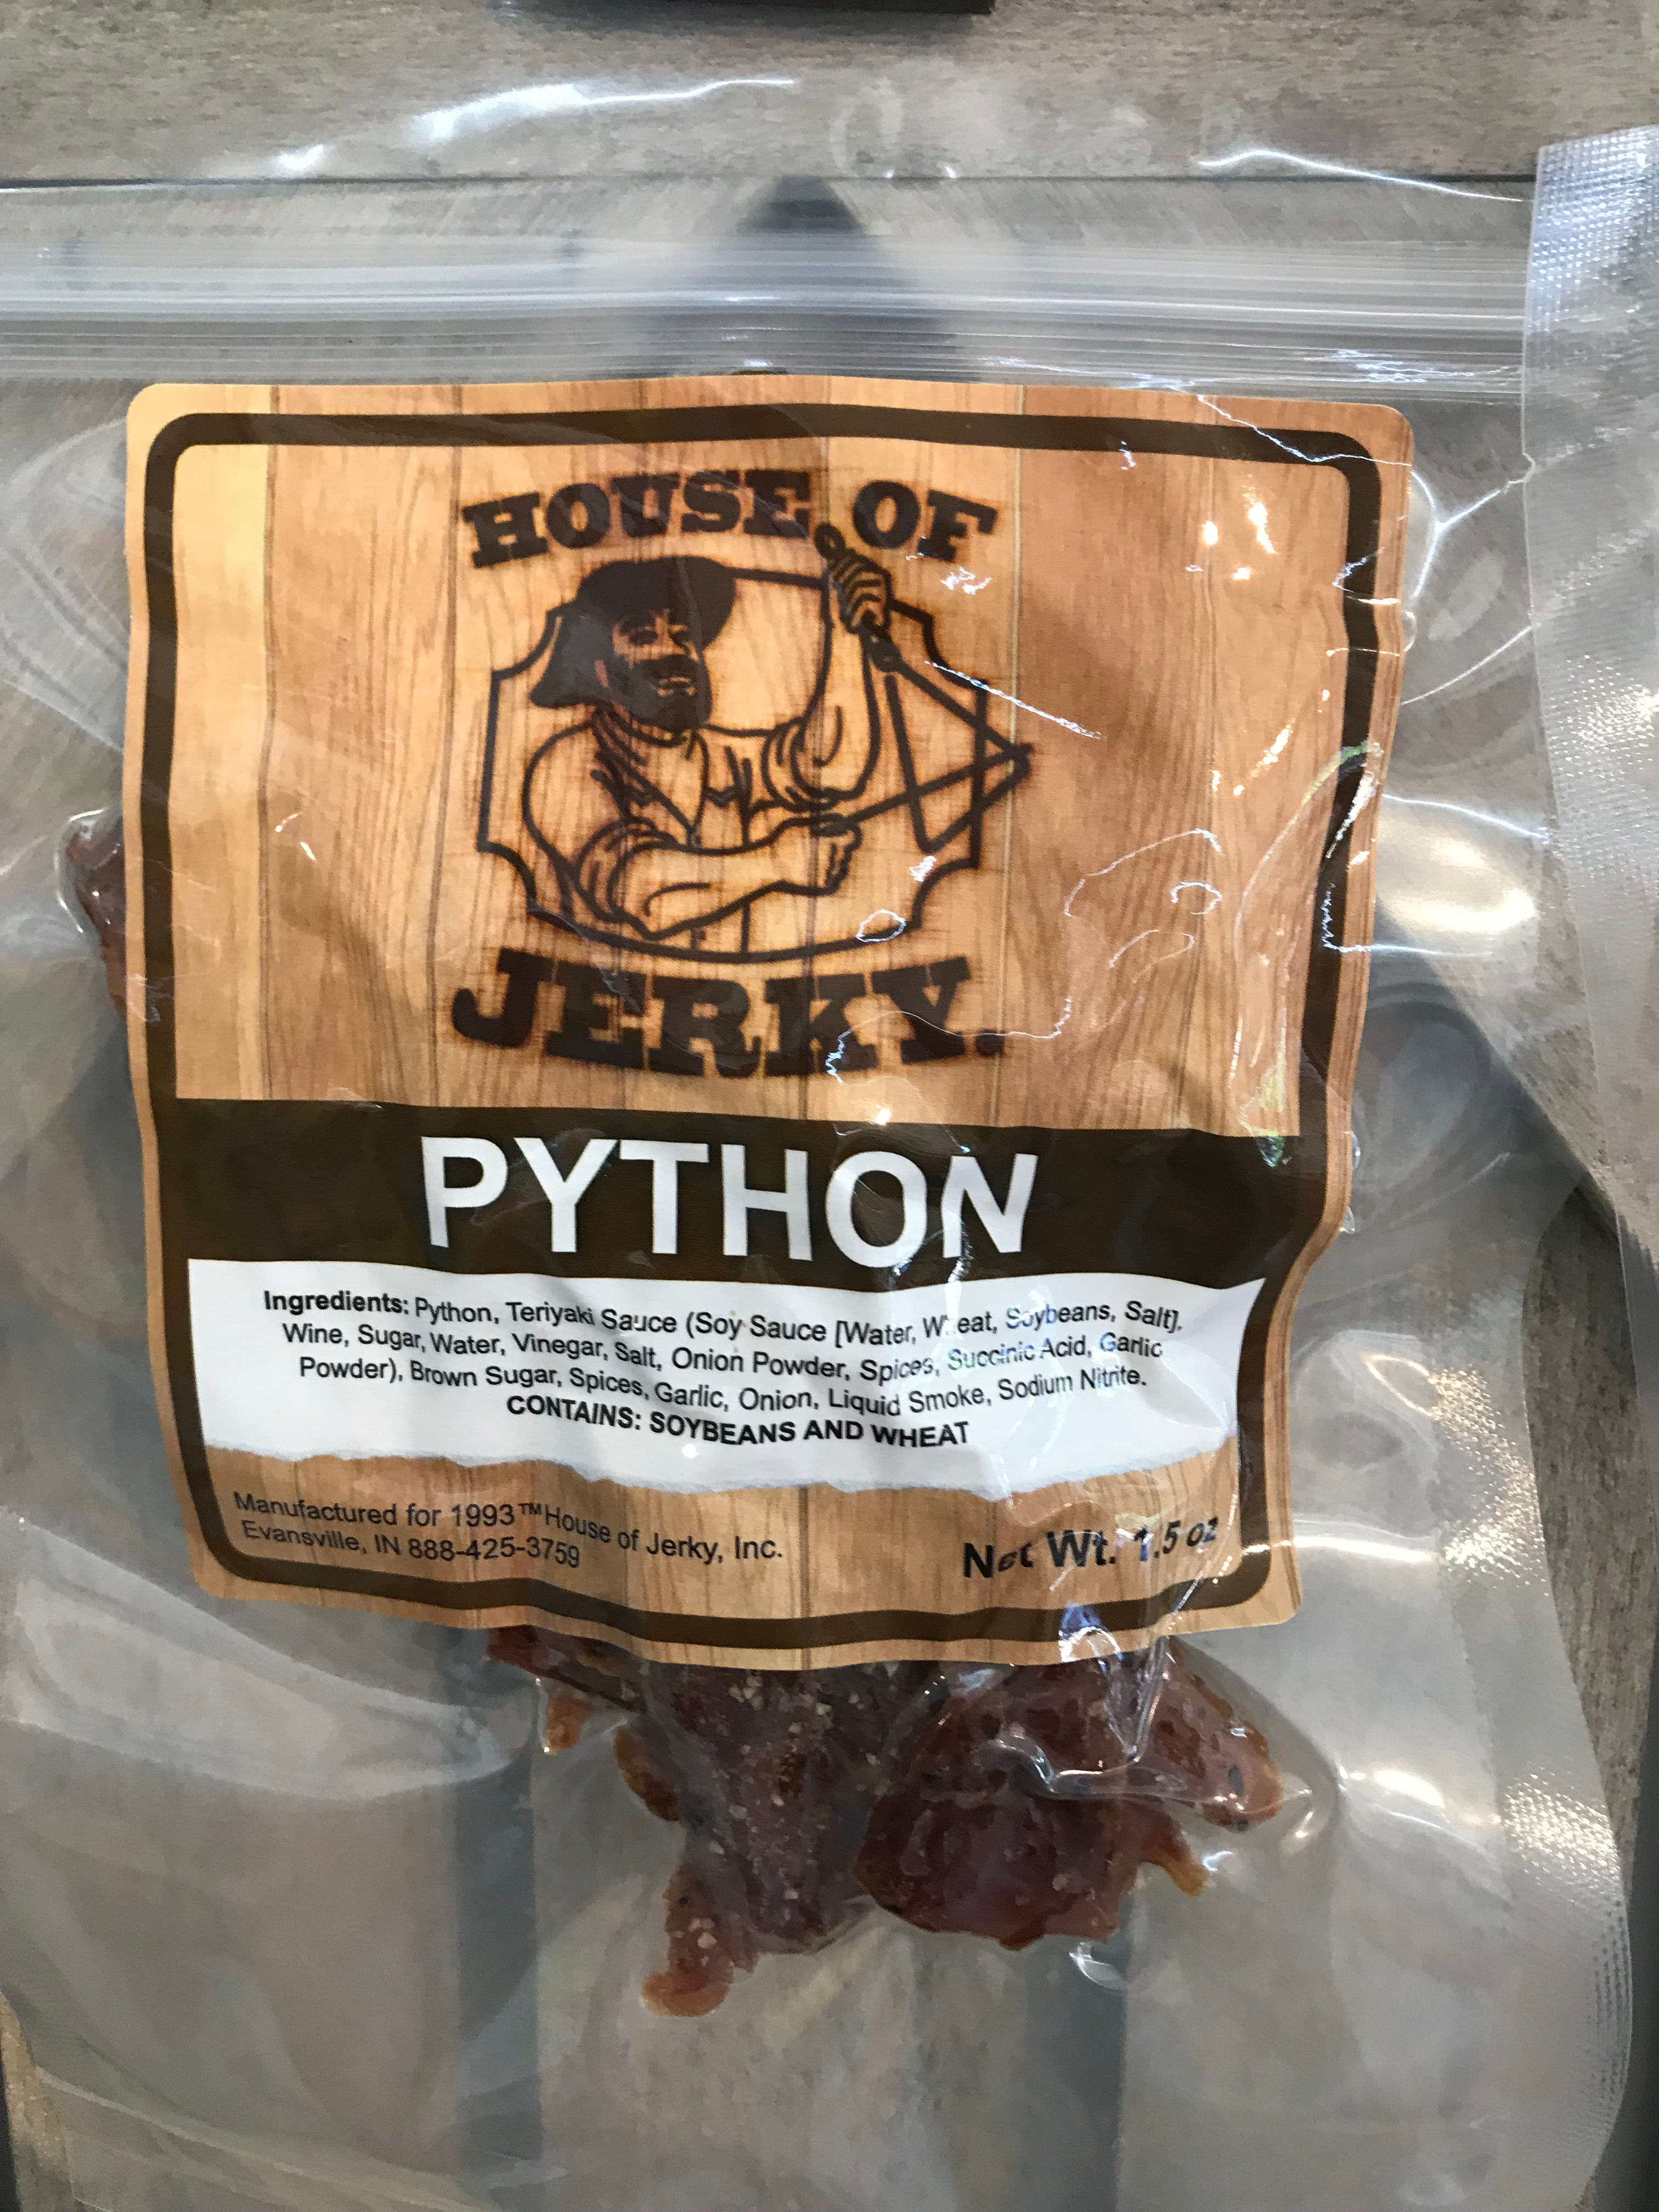 HOUSE OF
JERKY.
PYTHON
Ingredients: Python, Teriyaki Sauce (Soy Sauce [Water, Wheat, Soybeans, Salt],
Wine, Sugar, Water, Vinegar, Salt, Onion Powder, Spices, Succinic Acid, Garlic
Powder), Brown Sugar, Spices, Garlic, Onion, Liquid Smoke, Sodium Nitrite.
CONTAINS: SOYBEANS AND WHEAT
Manufactured for 1993™House of Jerky, Inc.
Evansville, IN 888-425-3759
Net Wt. 1.5 oz